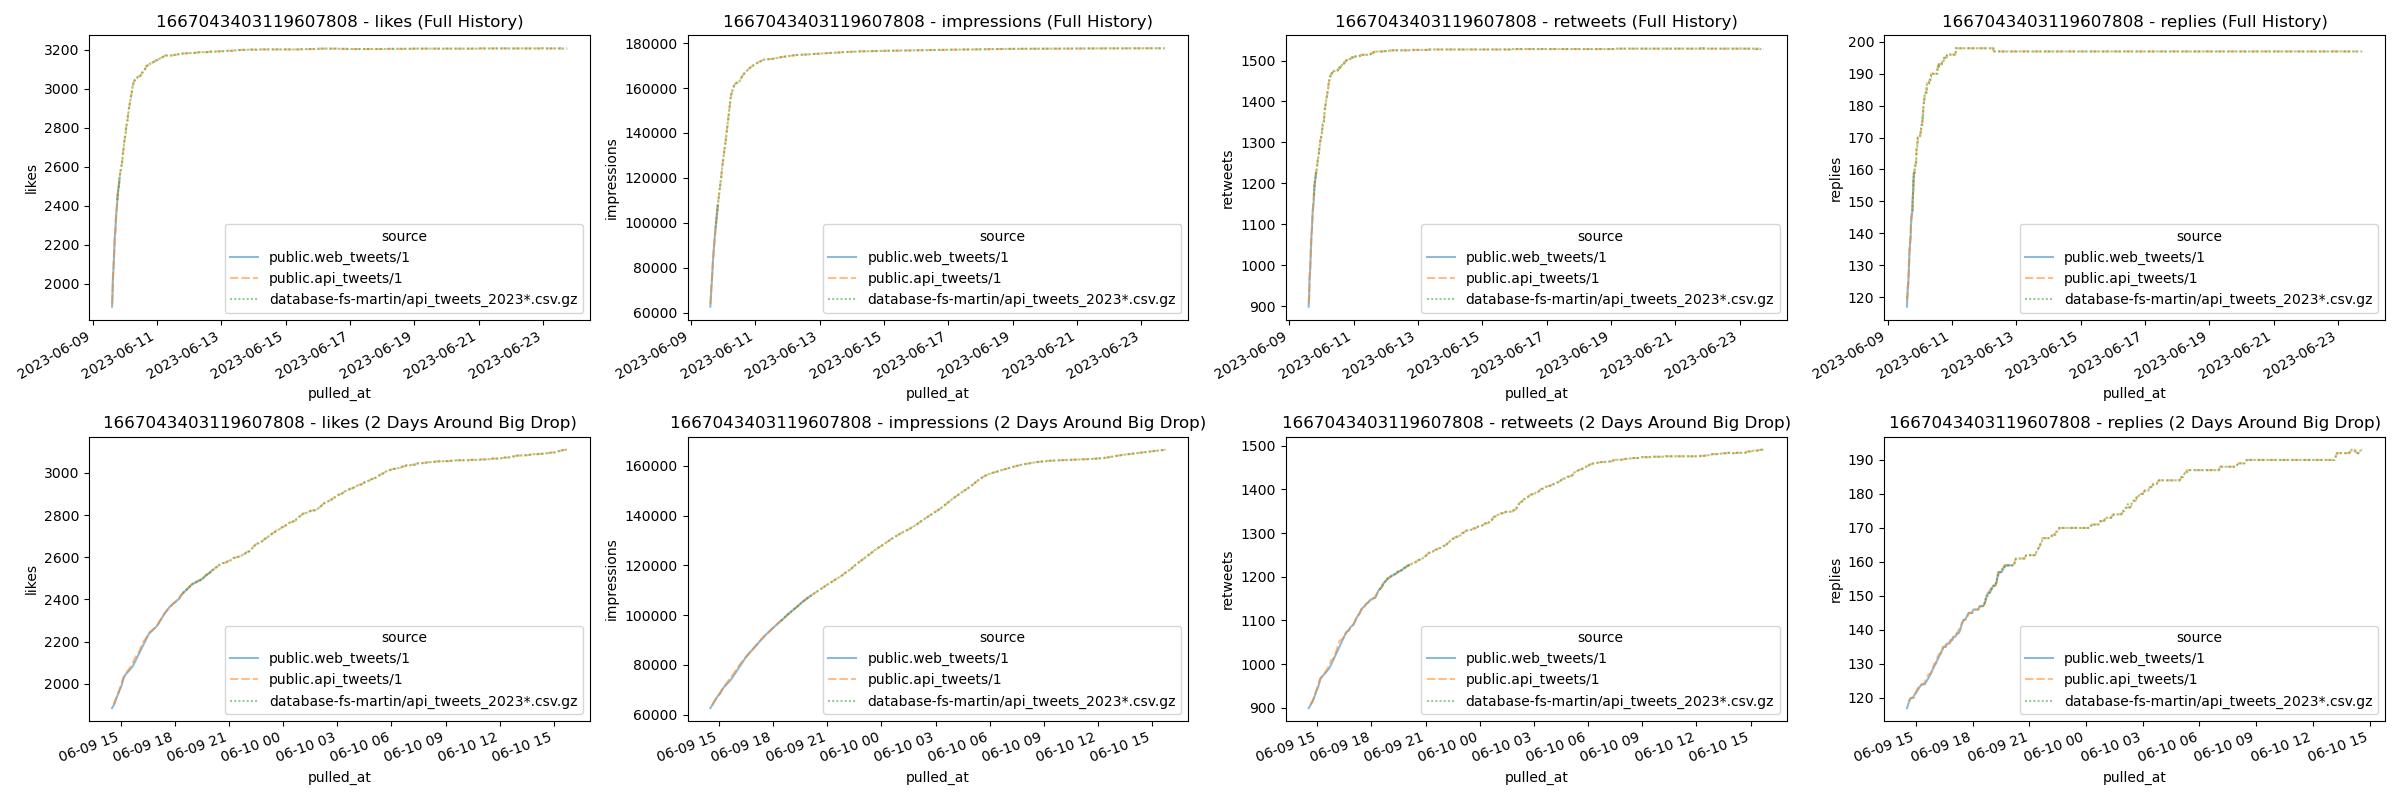 1667043403119607808 - likes (Full History)
likes
3200
3000
2800
2600
2400
2200
2000
source
public.web_tweets/1
public.api_tweets/1
database-fs-martin/api_tweets_2023*.csv.gz
2023-06-09
2023-06-11
2023-06-13
2023-06-15
2023-06-17
2023-06-19
2023-06-21
2023-06-23
pulled_at
1667043403119607808 - impressions (Full History)
impressions
180000
160000
140000
120000
100000
80000
60000
source
public.web_tweets/1
public.api_tweets/1
database-fs-martin/api_tweets_2023*.csv.gz
2023-06-09
2023-06-11
2023-06-13
2023-06-15
2023-06-17
2023-06-19
2023-06-21
2023-06-23
pulled_at
1667043403119607808 - retweets (Full History)
retweets
1500
1400
1300
1200
1100
1000
900
source
public.web_tweets/1
public.api_tweets/1
database-fs-martin/api_tweets_2023*.csv.gz
2023-06-09
2023-06-11
2023-06-13
2023-06-15
2023-06-17
2023-06-19
2023-06-21
2023-06-23
pulled_at
1667043403119607808 - replies (Full History)
replies
200
190
180
170
160
150
140
130
120
source
public.web_tweets/1
public.api_tweets/1
database-fs-martin/api_tweets_2023*.csv.gz
2023-06-09
2023-06-11
2023-06-13
2023-06-15
2023-06-17
2023-06-19
2023-06-21
2023-06-23
pulled_at
1667043403119607808 - likes (2 Days Around Big Drop)
likes
3000
2800
2600
2400
2200
2000
source
public.web_tweets/1
public.api_tweets/1
database-fs-martin/api_tweets_2023*.csv.gz
06-09 15
06-09 18
06-09 21
06-10 00
06-10 03
06-10 06
06-10 09
06-10 12
06-10 15
pulled_at
1667043403119607808 - impressions (2 Days Around Big Drop)
impressions
160000
140000
120000
100000
80000
60000
source
public.web_tweets/1
public.api_tweets/1
database-fs-martin/api_tweets_2023*.csv.gz
06-09 15
06-09 18
06-09 21
06-10 00
06-10 03
06-10 06
06-10 09
06-10 12
06-10 15
pulled_at
1667043403119607808 - retweets (2 Days Around Big Drop)
retweets
1500
1400
1300
1200
1100
1000
900
source
public.web_tweets/1
public.api_tweets/1
database-fs-martin/api_tweets_2023*.csv.gz
06-09 15
06-09 18
06-09 21
06-10 00
06-10 03
06-10 06
06-10 09
06-10 12
06-10 15
pulled_at
1667043403119607808 - replies (2 Days Around Big Drop)
replies
190
180
170
160
150
140
130
120
source
public.web_tweets/1
public.api_tweets/1
database-fs-martin/api_tweets_2023*.csv.gz
06-09 15
06-09 18
06-09 21
06-10 00
06-10 03
06-10 06
06-10 09
06-10 12
06-10 15
pulled_at